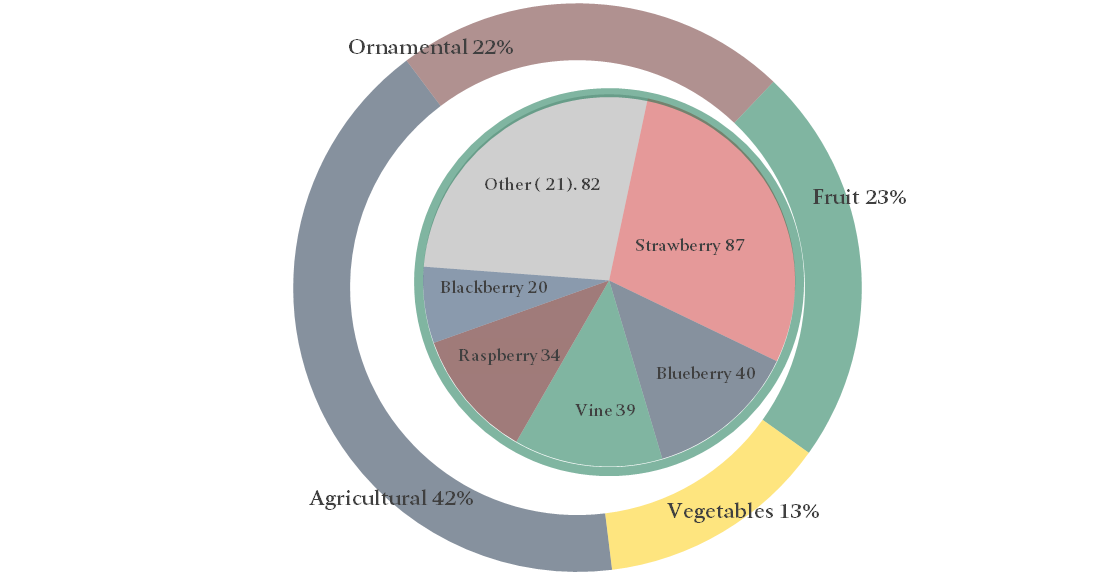 Ornamental 22%
Other ( 21). 82
Fruit 23%
Strawberry 87
Blackberry 20
Raspberry 34
Blueberry 40
Vine 39
Agricultural 42%
Vegetables 13%